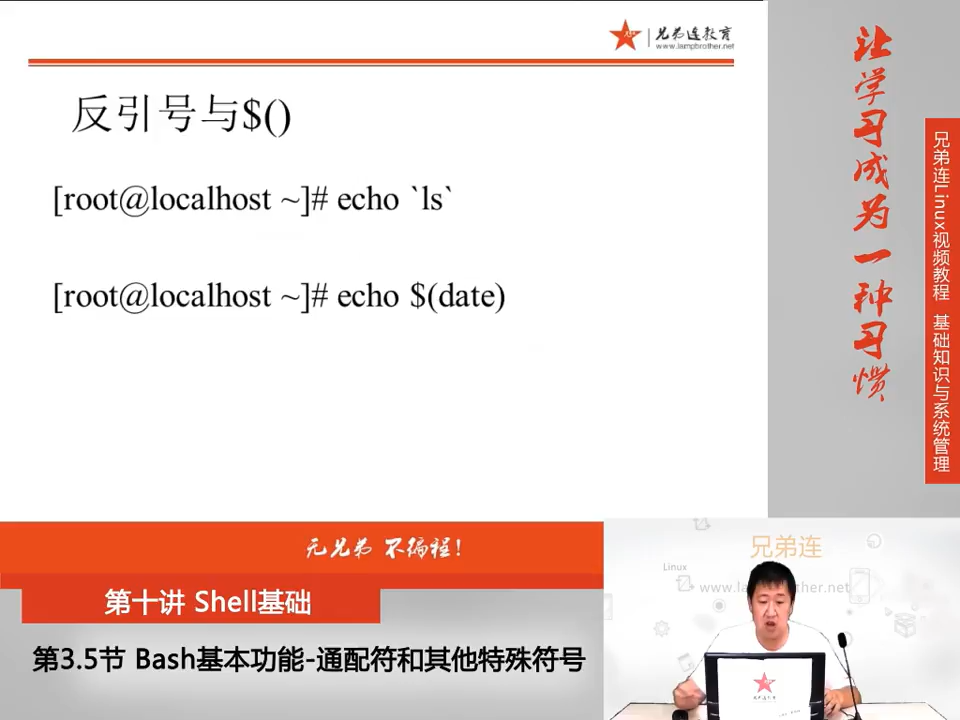 兄弟连教育
www.lampbrother.net
反引号与$()
[root@localhost ~]# echo `ls`
[root@localhost ~]# echo $(date)
让学习成为一种习惯
兄弟连Linux视频教程 基础知识与系统管理
无兄弟 不编程!
第十讲 Shell基础
第3.5节 Bash基本功能-通配符和其他特殊符号
兄弟连
Linux